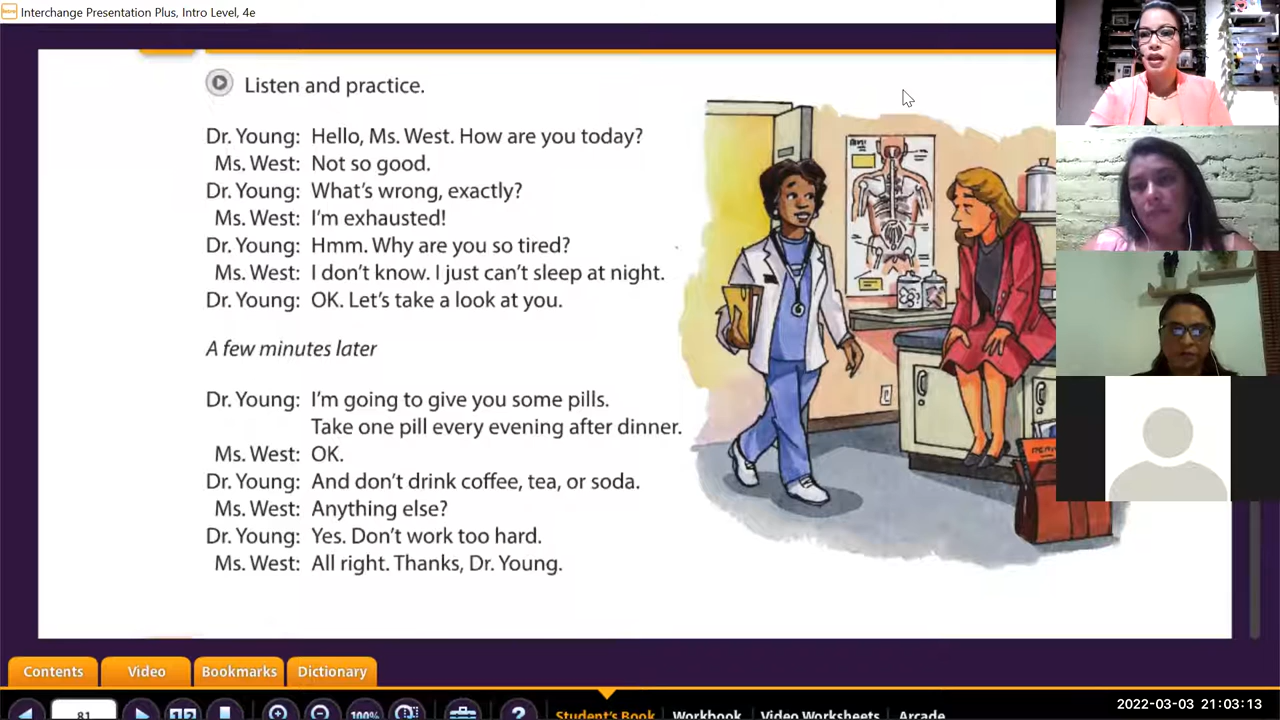 Interchange Presentation Plus, Intro Level, 4e
Listen and practice.
Dr. Young: Hello, Ms. West. How are you today?
Ms. West: Not so good.
Dr. Young: What's wrong, exactly?
Ms. West: I'm exhausted!
Dr. Young: Hmm. Why are you so tired?
Ms. West: I don't know. I just can't sleep at night.
Dr. Young: OK. Let's take a look at you.
A few minutes later
Dr. Young: I'm going to give you some pills.
Take one pill every evening after dinner.
Ms. West: OK.
Dr. Young: And don't drink coffee, tea, or soda.
Ms. West: Anything else?
Dr. Young: Yes. Don't work too hard.
Ms. West: All right. Thanks, Dr. Young.
Contents Video Bookmarks Dictionary
81 100% ? Student's Book Workbook Video Worksheets Arcade
2022-03-03 21:03:13